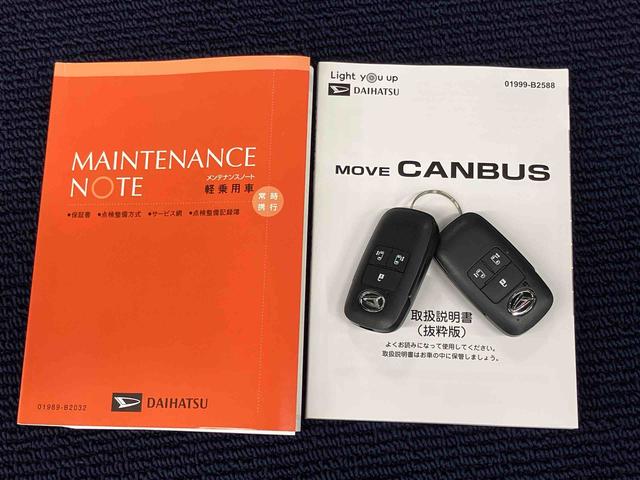 MAINTENANCE
NOTE
メンテナンスノート
軽乗用車
常時
携行
•保証書 •点検整備方式 •サービス網 •点検整備記録簿
01989-B2032
DAIHATSU
Light you up
DAIHATSU
01999-B2588
MOVE CANBUS
取扱説明書
(抜粋版)
よくお読みになって使用してください。
取扱説明書はお車の中に保管しましょう。